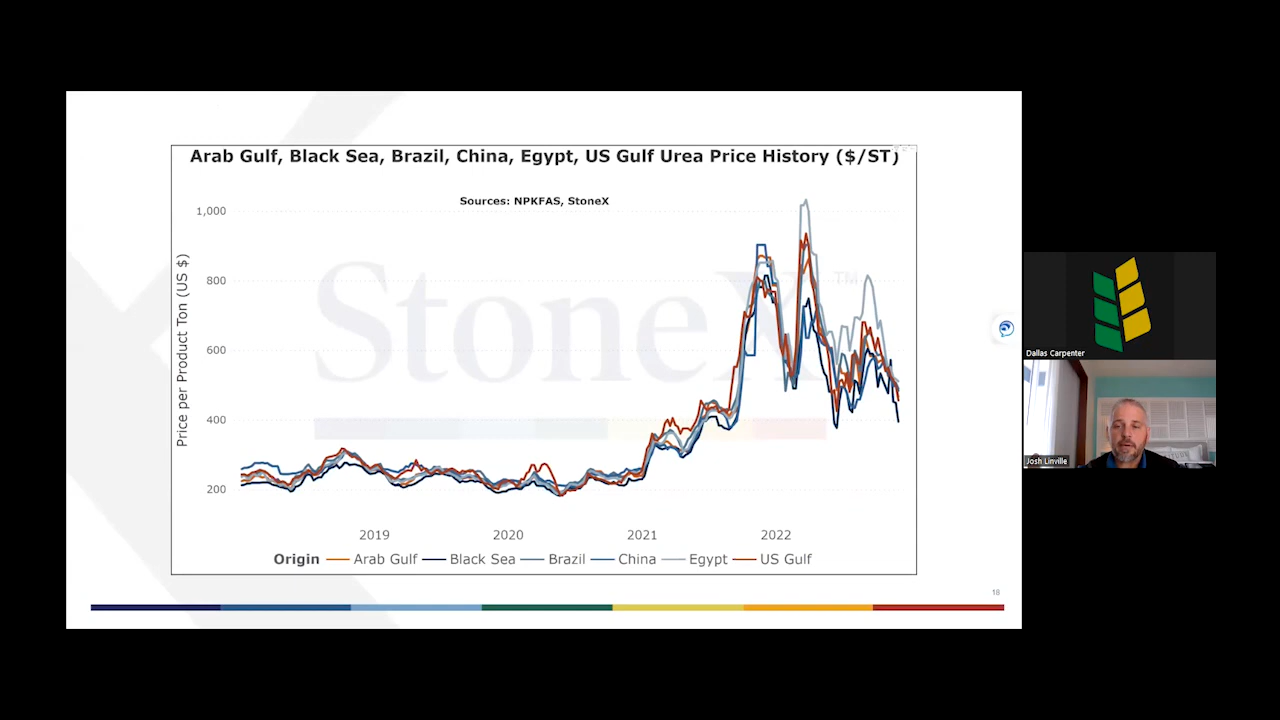 Arab Gulf, Black Sea, Brazil, China, Egypt, US Gulf Urea Price History ($/ST)
Sources: NPKFAS, StoneX
Price per Product Ton (US $)
1,000
800
600
400
200
StoneX™
2019
2020
2021
2022
Origin Arab Gulf Black Sea Brazil China Egypt US Gulf
18
Dallas Carpenter
Josh Linville